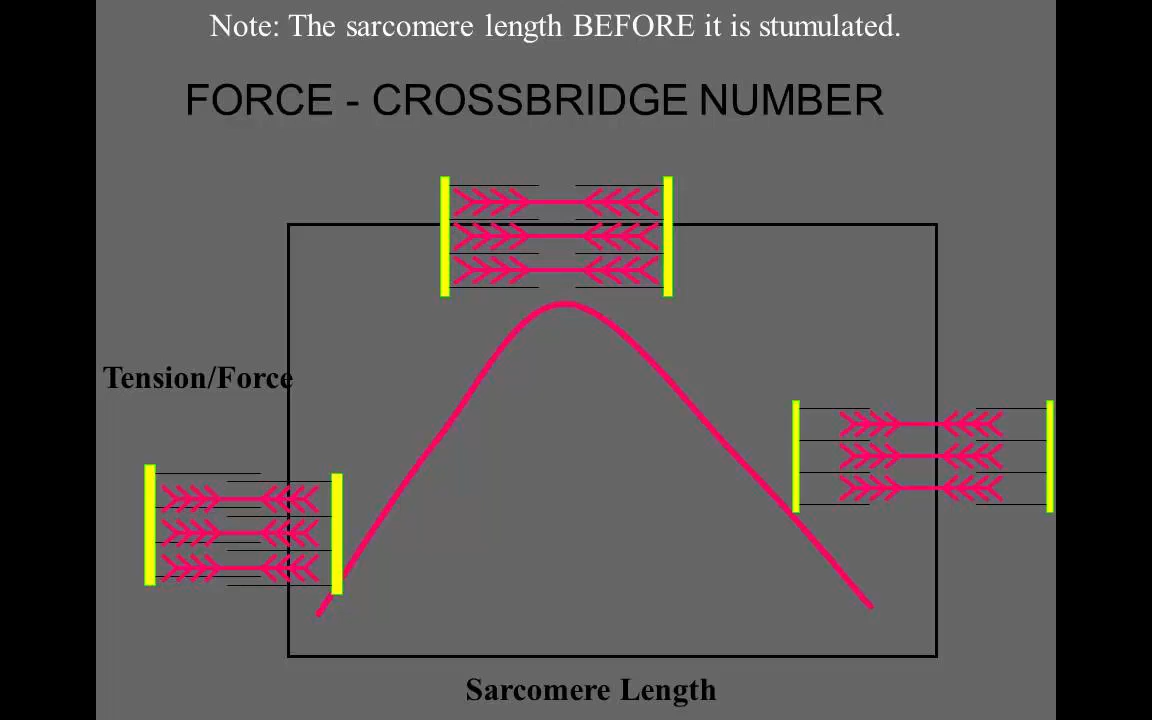 Note: The sarcomere length BEFORE it is stumulated.
FORCE - CROSSBRIDGE NUMBER
Tension/Force
Sarcomere Length